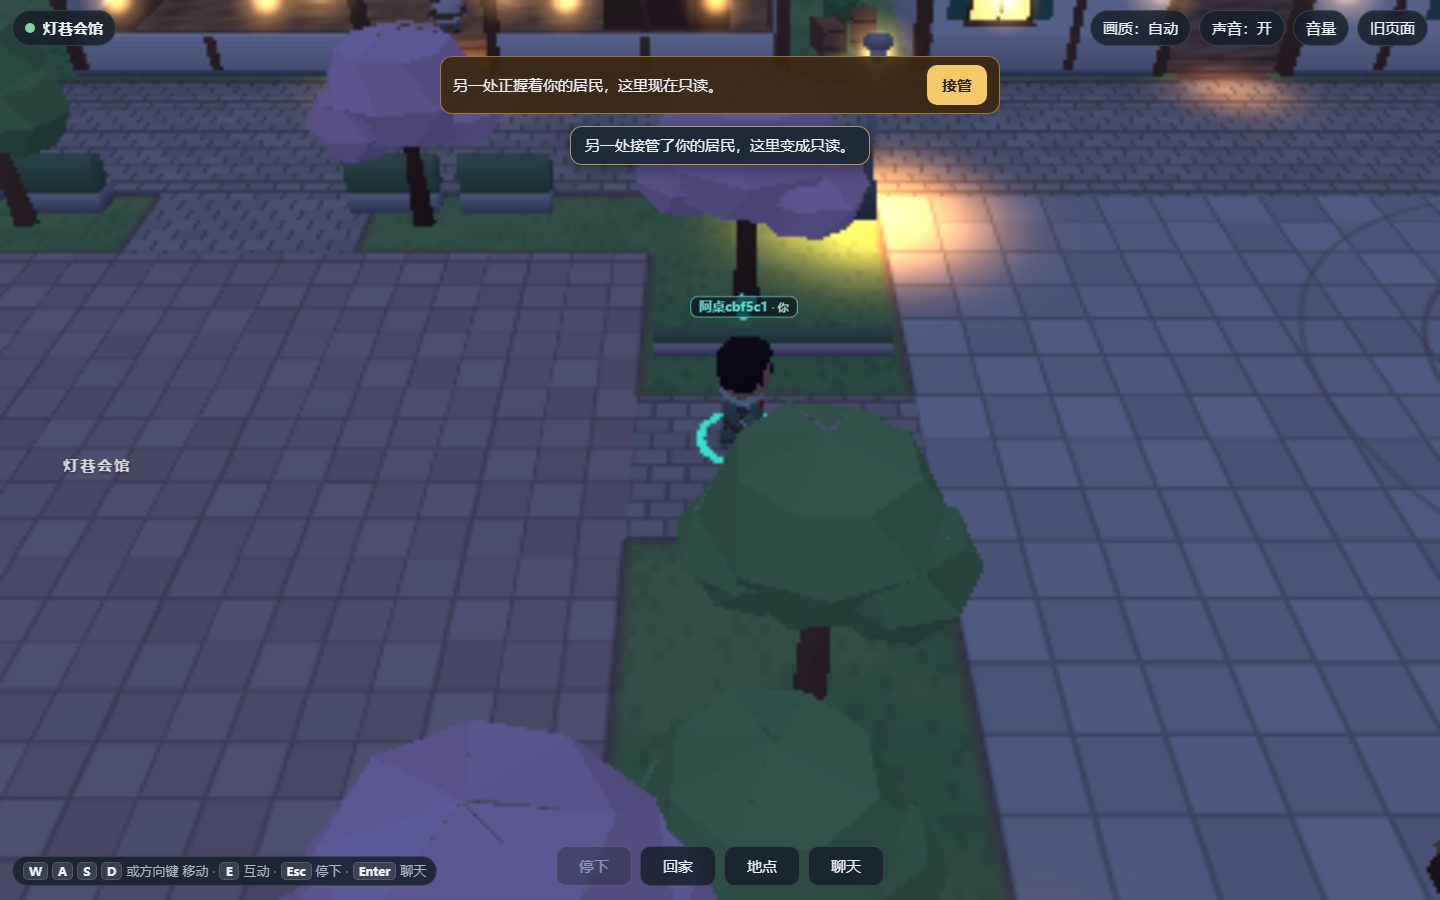 灯巷会馆
画质：自动
声音：开
音量
旧页面
另一处正握着你的居民，这里现在只读。
接管
另一处接管了你的居民，这里变成只读。
阿桌cbf5c1 · 你
灯巷会馆
W A S D 或方向键 移动 · E 互动 · Esc 停下 · Enter 聊天
停下
回家
地点
聊天